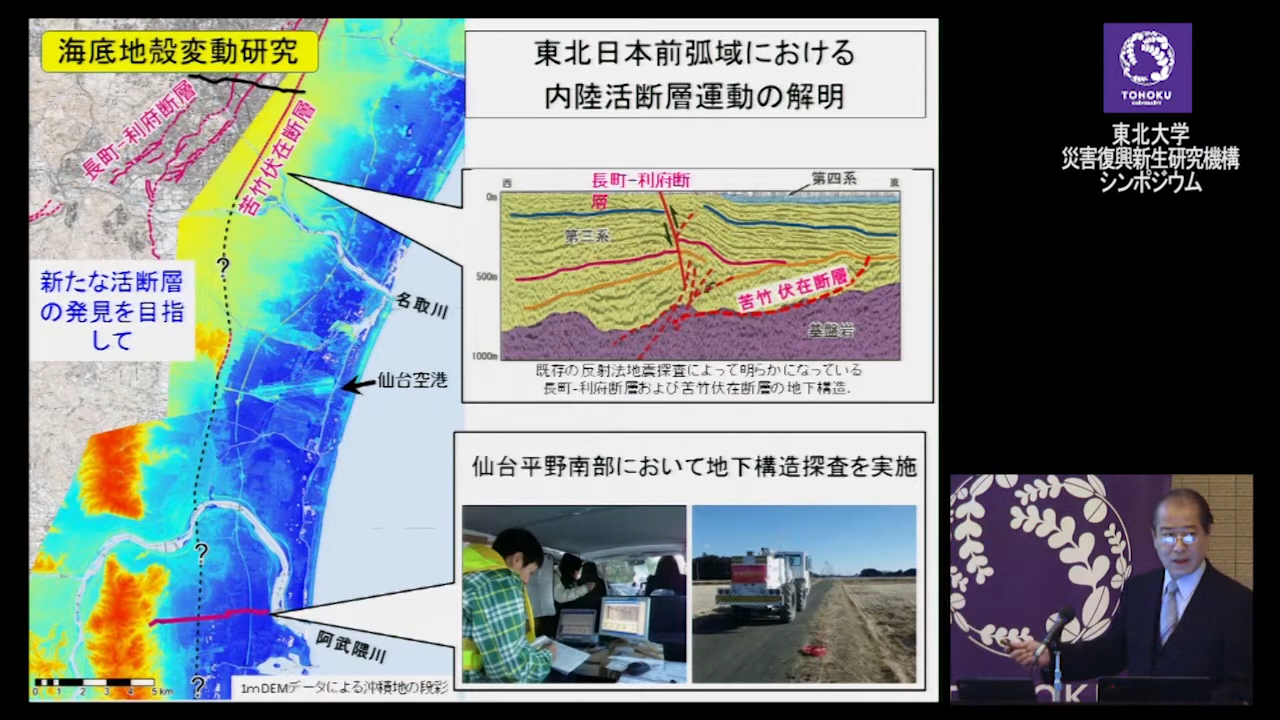 海底地殻変動研究
長町-利府断層
苦竹伏在断層
?
新たな活断層
の発見を目指
して
名取川
仙台空港
?
阿武隈川
?
0 1 2 3 4 5km
1mDEMデータによる沖積地の段彩
東北日本前弧域における
内陸活断層運動の解明
西
長町-利府断
層
第四系
東
0m
第三系
500m
苦竹 伏在断層
基盤岩
1000m
既存の反射法地震探査によって明らかになっている
長町-利府断層および苦竹伏在断層の地下構造.
仙台平野南部において地下構造探査を実施
TOHOKU
UNIVERSITY
東北大学
災害復興新生研究機構
シンポジウム